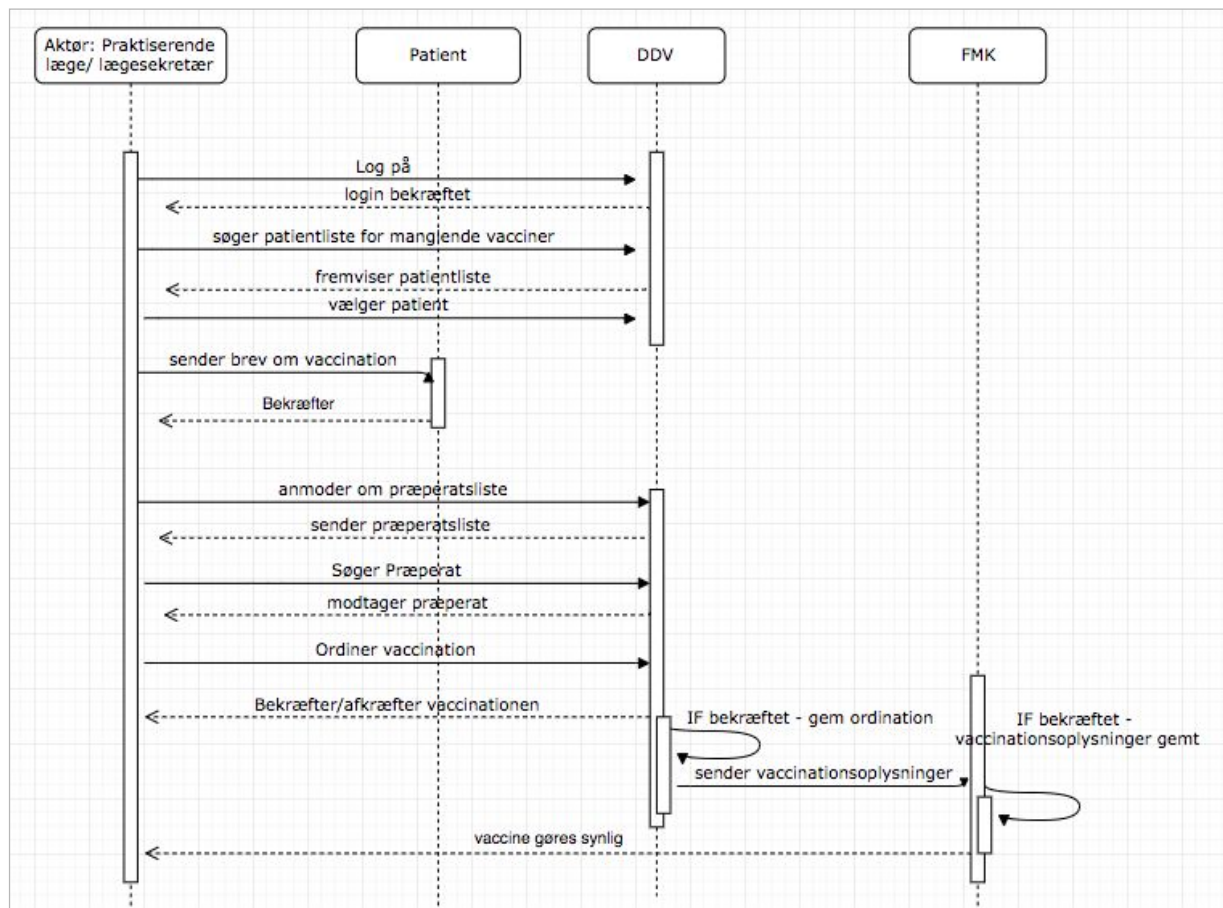 Aktør: Praktiserende
læge/ lægesekretær
Patient
DDV
FMK
Log på
login bekræftet
søger patientliste for manglende vacciner
fremviser patientliste
vælger patient
sender brev om vaccination
Bekræfter
anmoder om præperatsliste
sender præperatsliste
Søger Præperat
modtager præperat
Ordiner vaccination
Bekræfter/afkræfter vaccinationen
IF bekræftet - gem ordination
IF bekræftet -
vaccinationsoplysninger gemt
sender vaccinationsoplysninger
vaccine gøres synlig